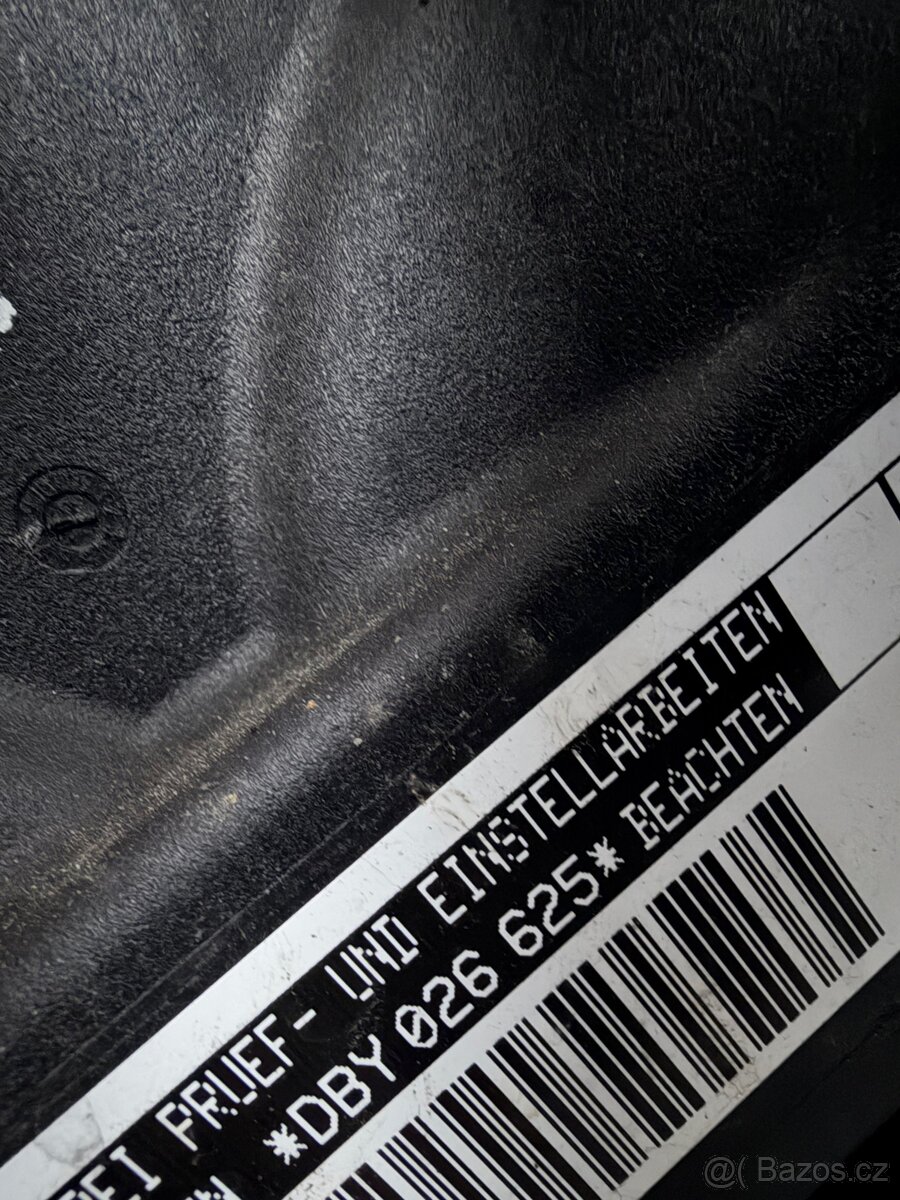 BEI PRUEF- UND EINSTELLARBEITEN
*DBY 026 625* BEACHTEN
@( Bazos.cz